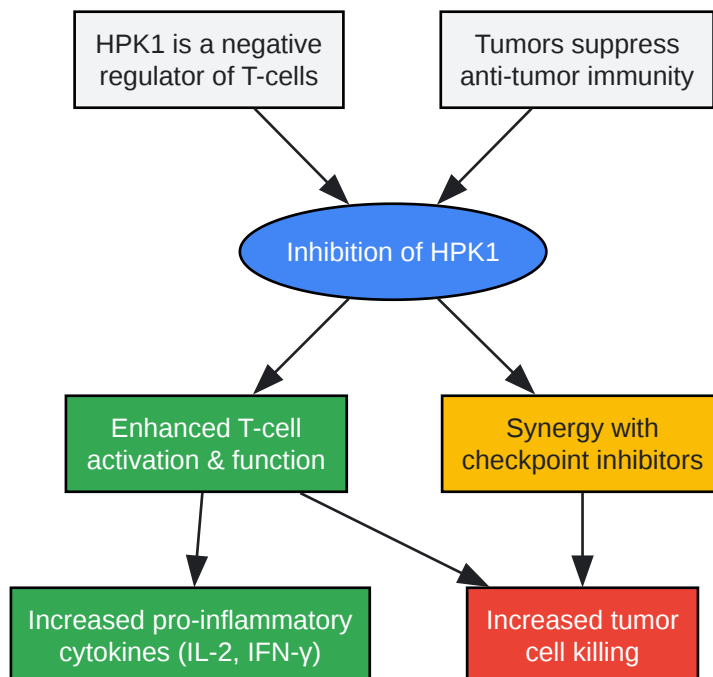 HPK1 is a negative
regulator of T-cells
Tumors suppress
anti-tumor immunity
Inhibition of HPK1
Enhanced T-cell
activation & function
Synergy with
checkpoint inhibitors
Increased pro-inflammatory
cytokines (IL-2, IFN-γ)
Increased tumor
cell killing